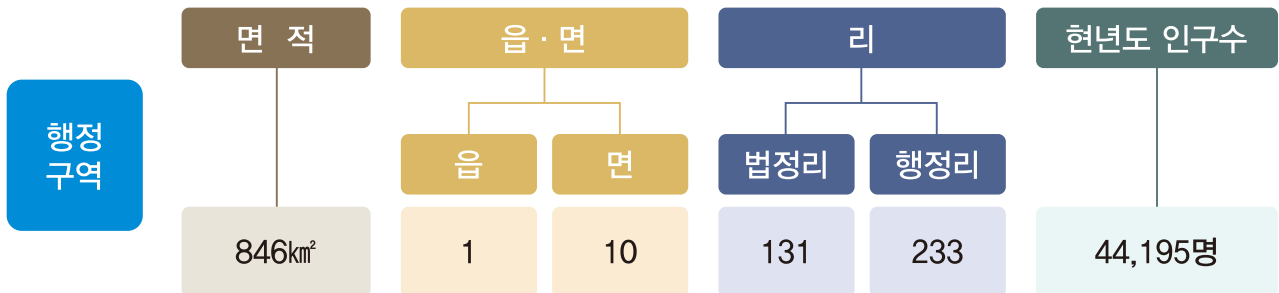 면 적
읍 · 면
리
현년도 인구수
행정
구역
읍
면
법정리
행정리
846㎢
1
10
131
233
44,195명